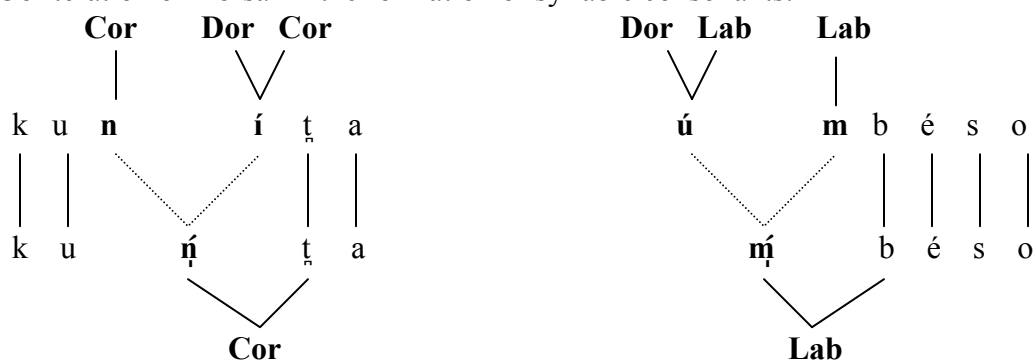 Cor Dor Cor Dor Lab Lab
k u n í t̪ a ú m b é s o
k u ń̩ t̪ a ḿ̩ b é s o
Cor Lab